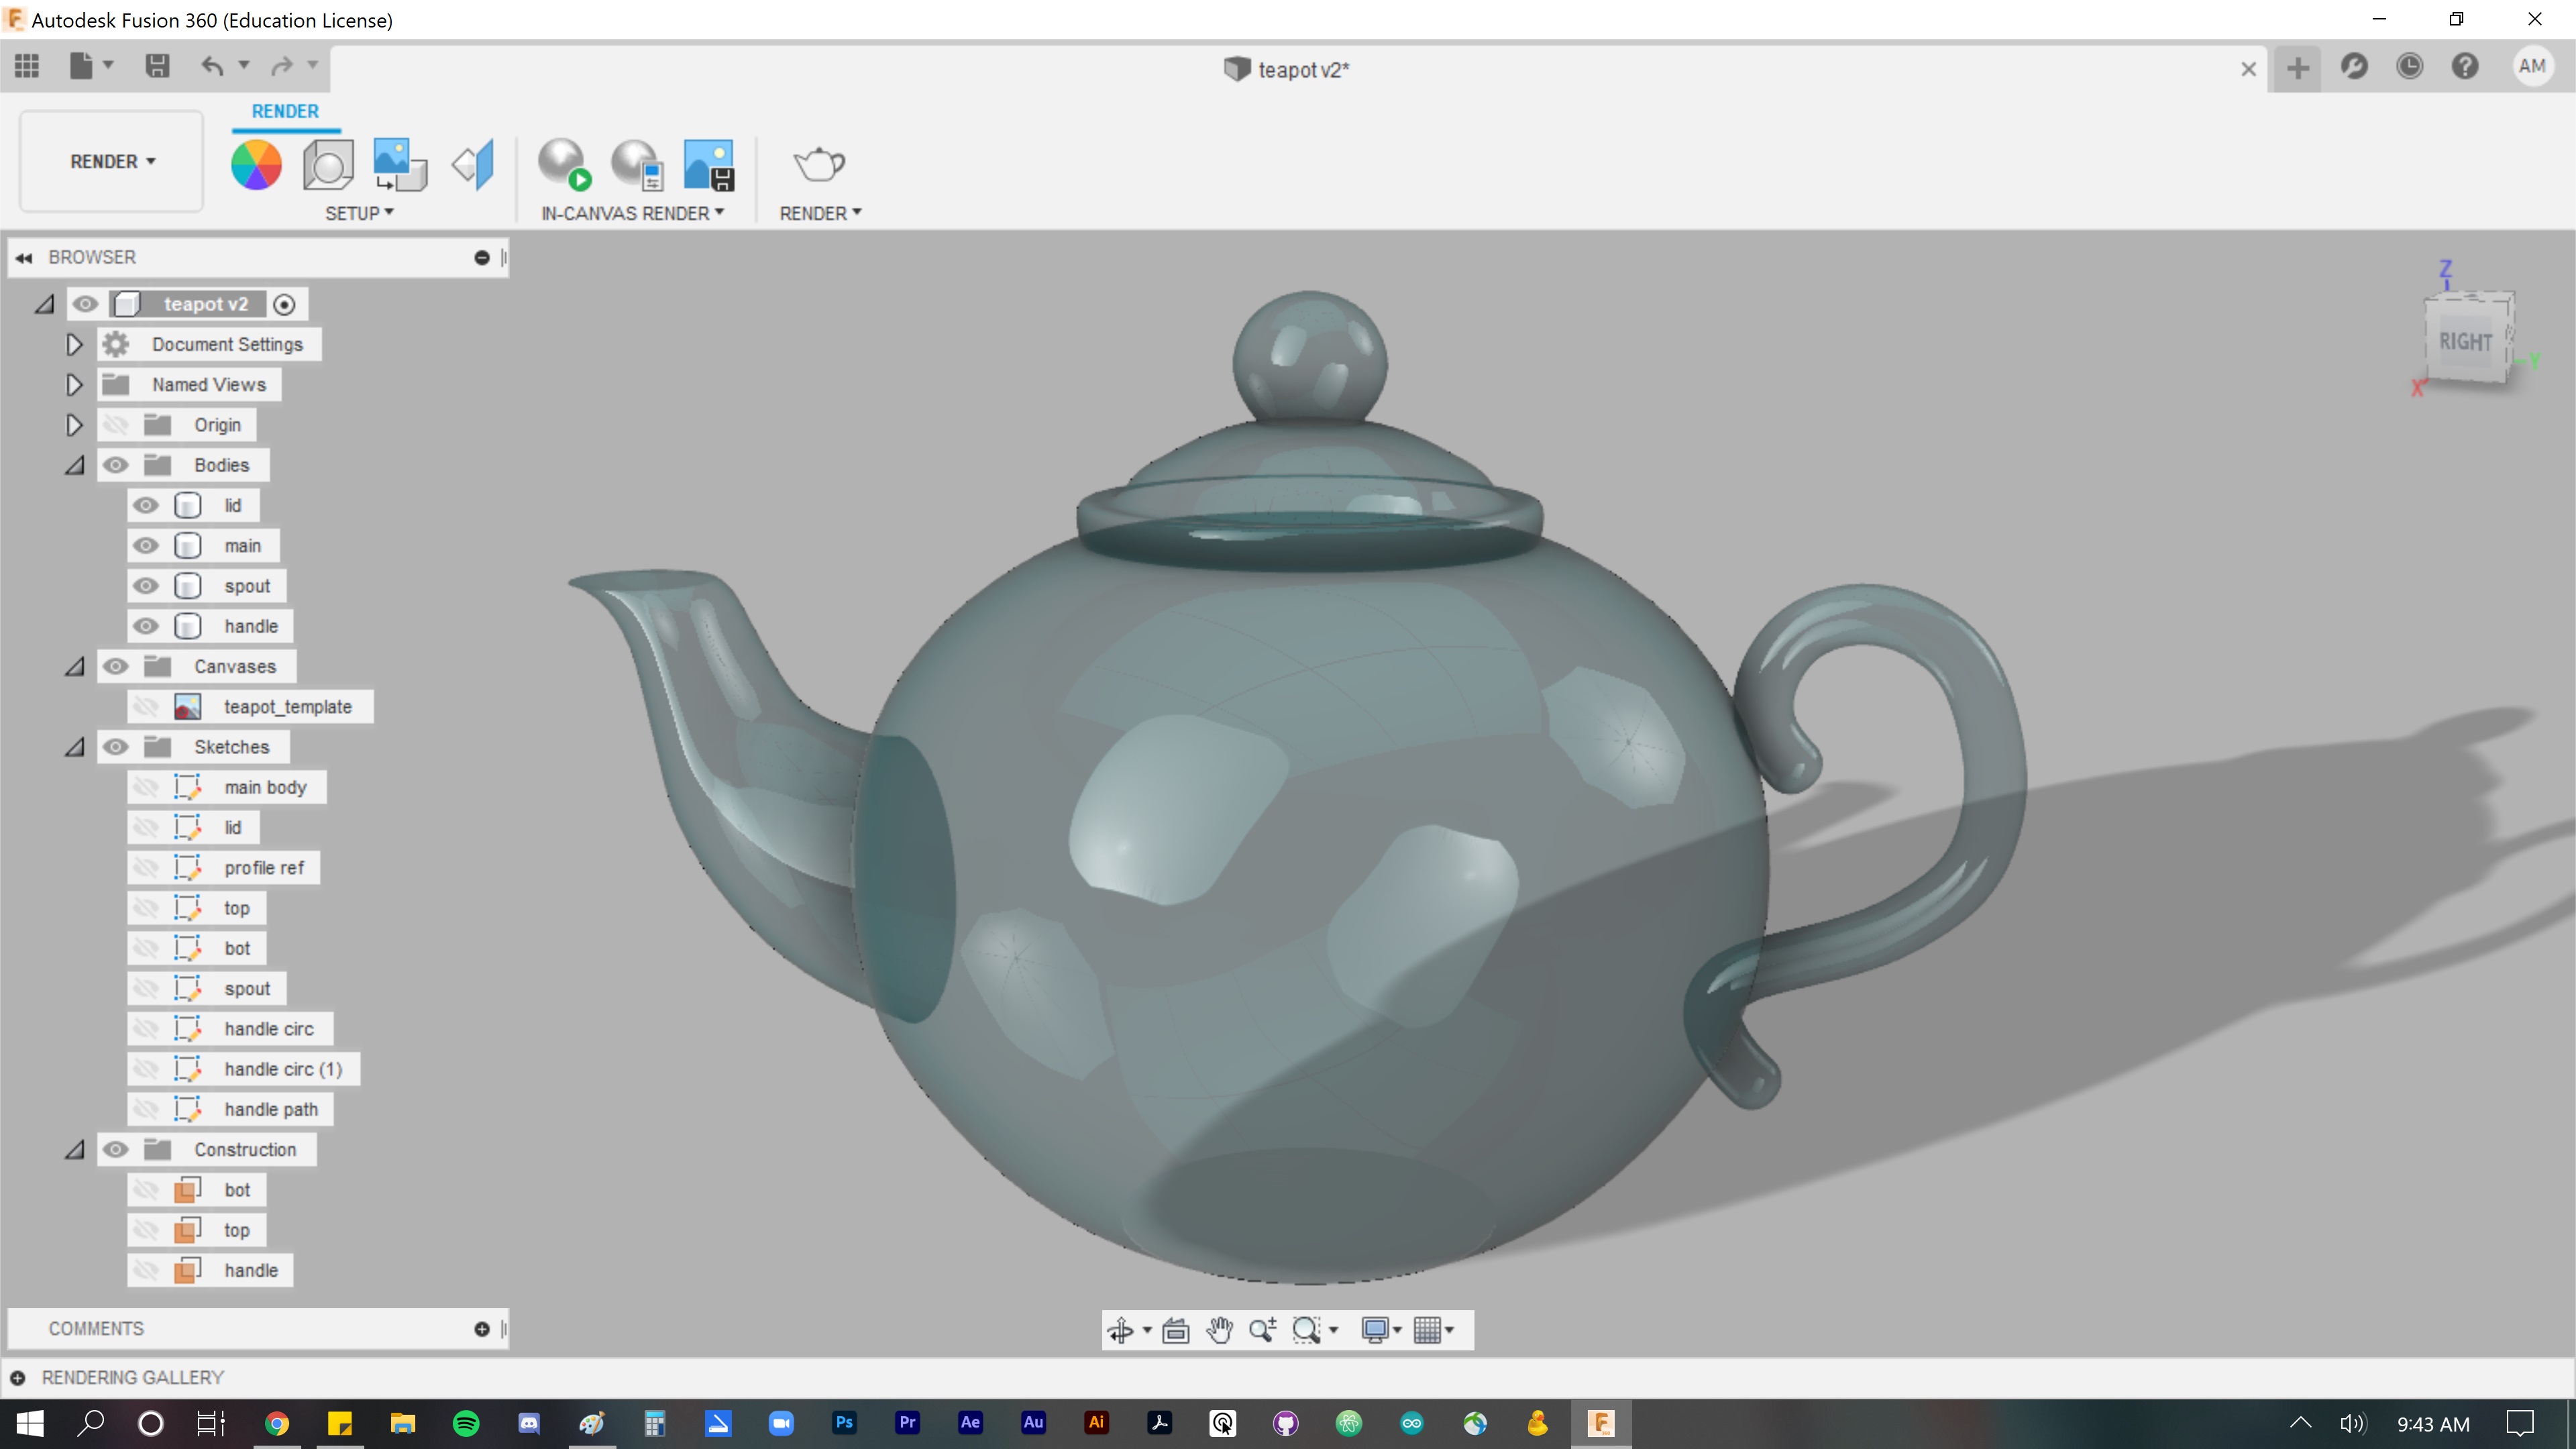 Autodesk Fusion 360 (Education License)
teapot v2*
AM
RENDER
RENDER
SETUP
IN-CANVAS RENDER
RENDER
BROWSER
teapot v2
Document Settings
Named Views
Origin
Bodies
lid
main
spout
handle
Canvases
teapot_template
Sketches
main body
lid
profile ref
top
bot
spout
handle circ
handle circ (1)
handle path
Construction
bot
top
handle
Z
RIGHT
Y
X
COMMENTS
RENDERING GALLERY
Ps
Pr
Ae
Au
Ai
F
9:43 AM